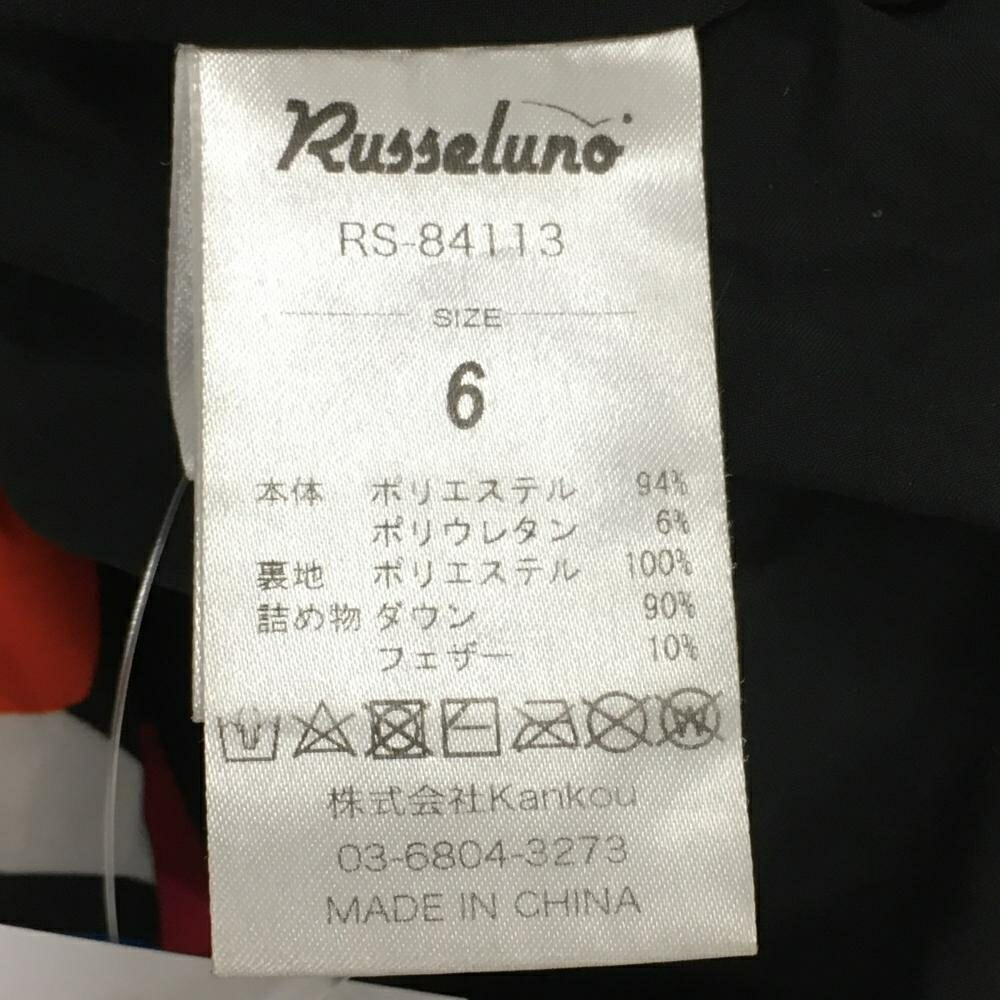 Russeluno
RS-84113
SIZE
6
本体 ポリエステル 94%
ポリウレタン 6%
裏地 ポリエステル 100%
詰め物 ダウン 90%
フェザー 10%
株式会社Kankou
03-6804-3273
MADE IN CHINA